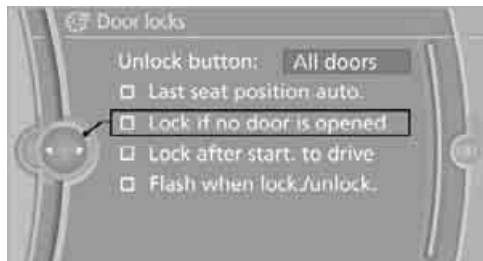 Door locks
Unlock button: All doors
Last seat position auto.
Lock if no door is opened
Lock after start. to drive
Flash when lock./unlock.